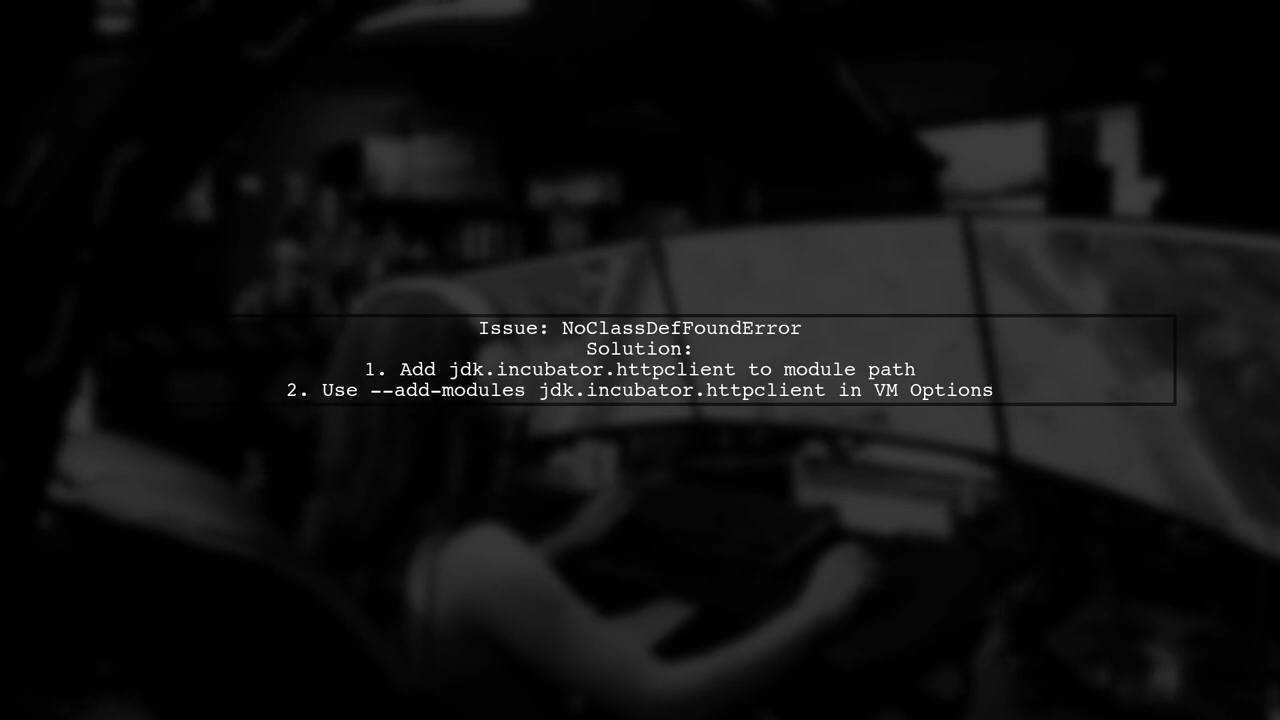 Issue: NoClassDefFoundError
Solution:
1. Add jdk.incubator.httpclient to module path
2. Use --add-modules jdk.incubator.httpclient in VM Options